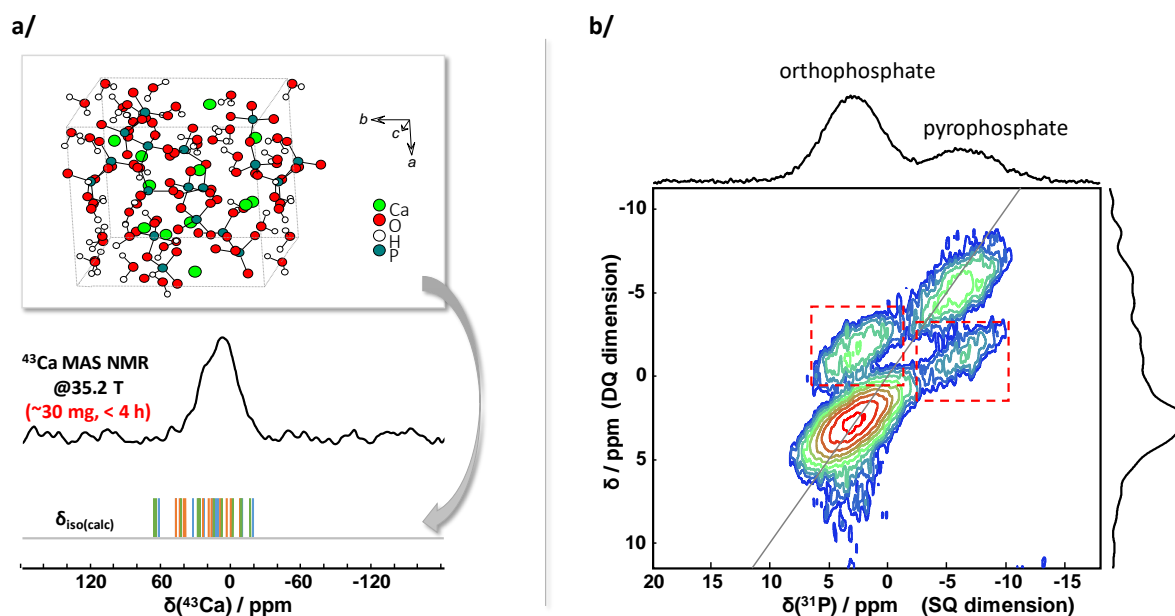 a/
b
c
a
Ca
O
H
P
⁴³Ca MAS NMR
@35.2 T
(~30 mg, < 4 h)
δiso(calc)
120 60 0 -60 -120
δ(⁴³Ca) / ppm
b/
orthophosphate
pyrophosphate
-10
-5
0
5
10
δ / ppm (DQ dimension)
20 10 5 0 -5 -10 -15
δ(³¹P) / ppm (SQ dimension)